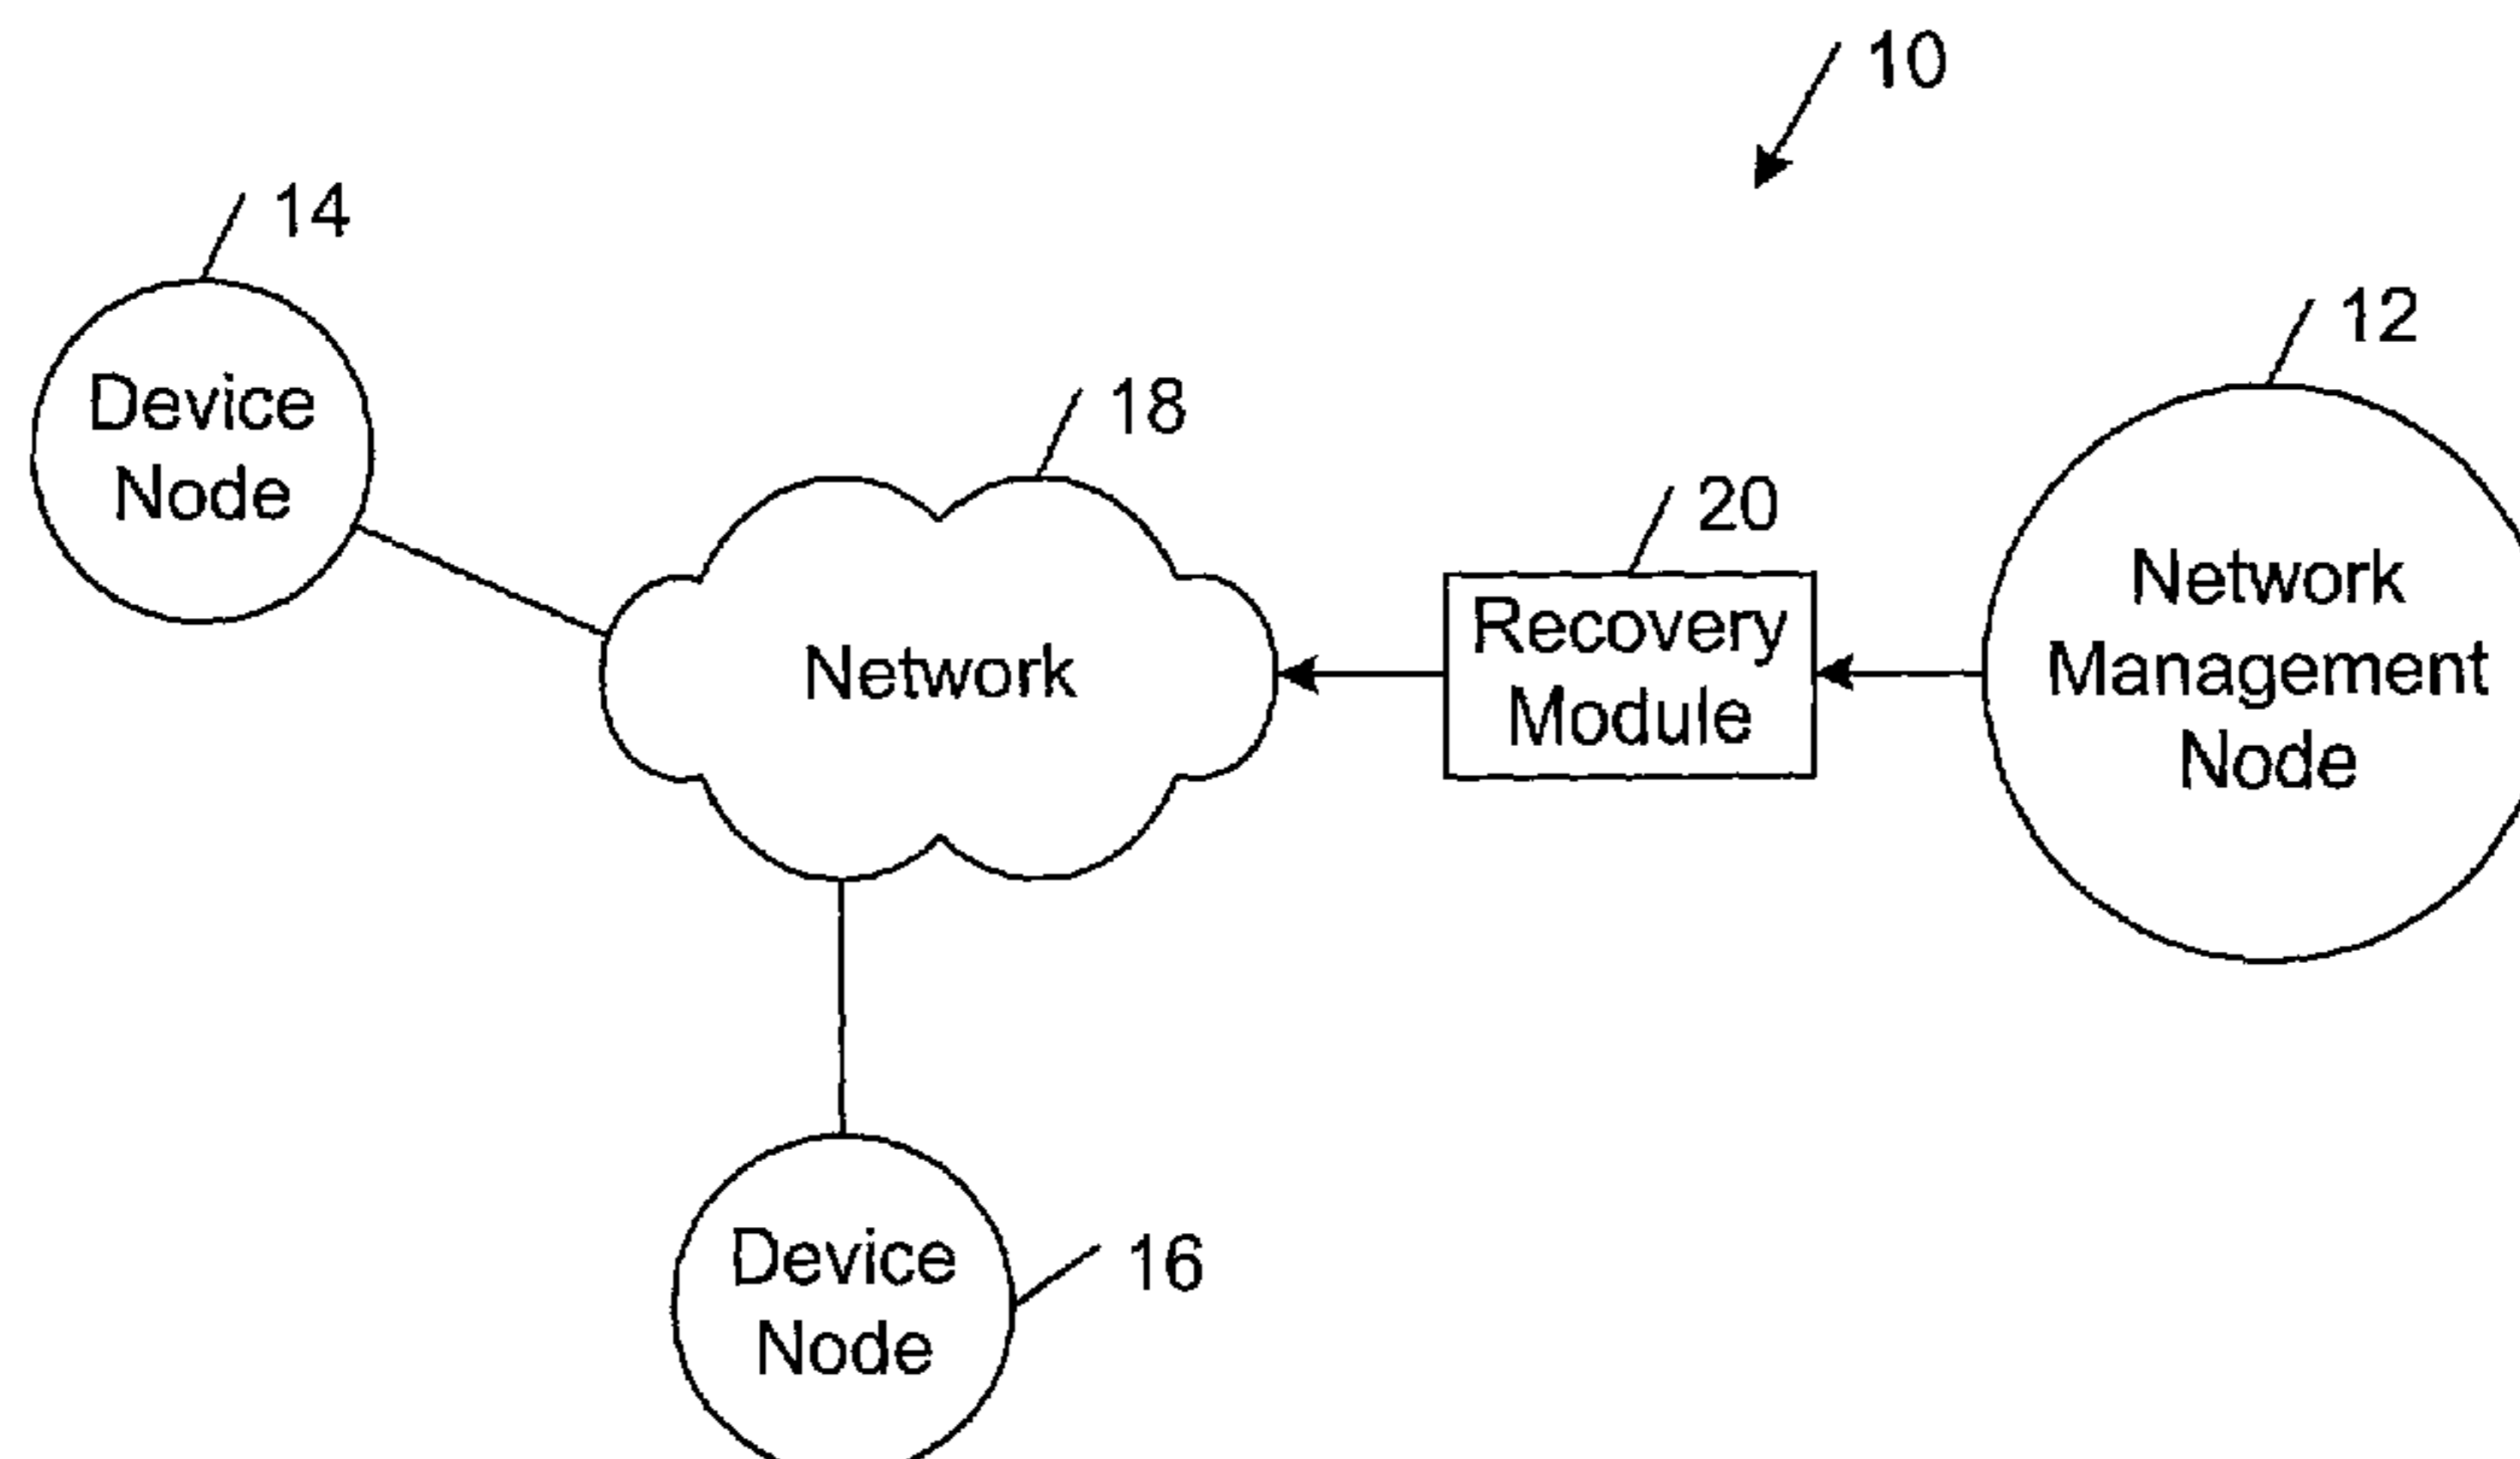 10
14
12
Device
Node
18
20
Network
Management
Node
Recovery
Module
Network
Device
Node
16